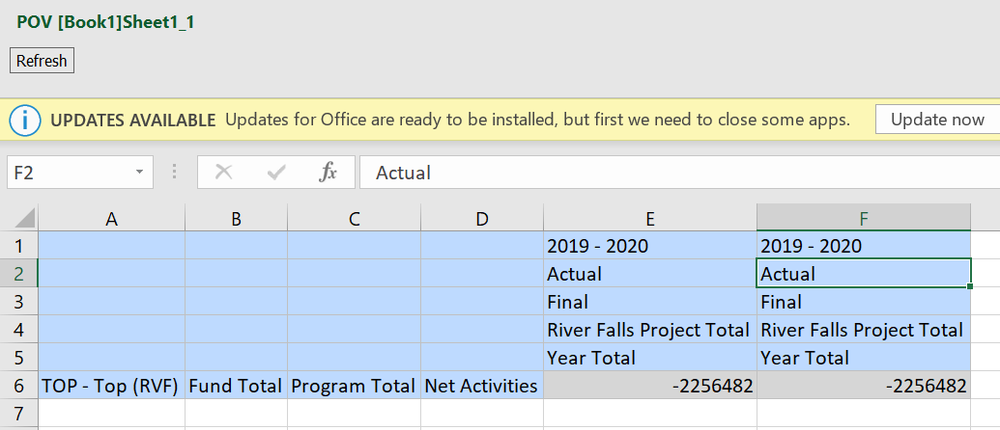 POV [Book1]Sheet1_1
Refresh
UPDATES AVAILABLE Updates for Office are ready to be installed, but first we need to close some apps. Update now
F2 fx Actual
A B C D E F
1 2019 - 2020 2019 - 2020
2 Actual Actual
3 Final Final
4 River Falls Project Total River Falls Project Total
5 Year Total Year Total
6 TOP - Top (RVF) Fund Total Program Total Net Activities -2256482 -2256482
7